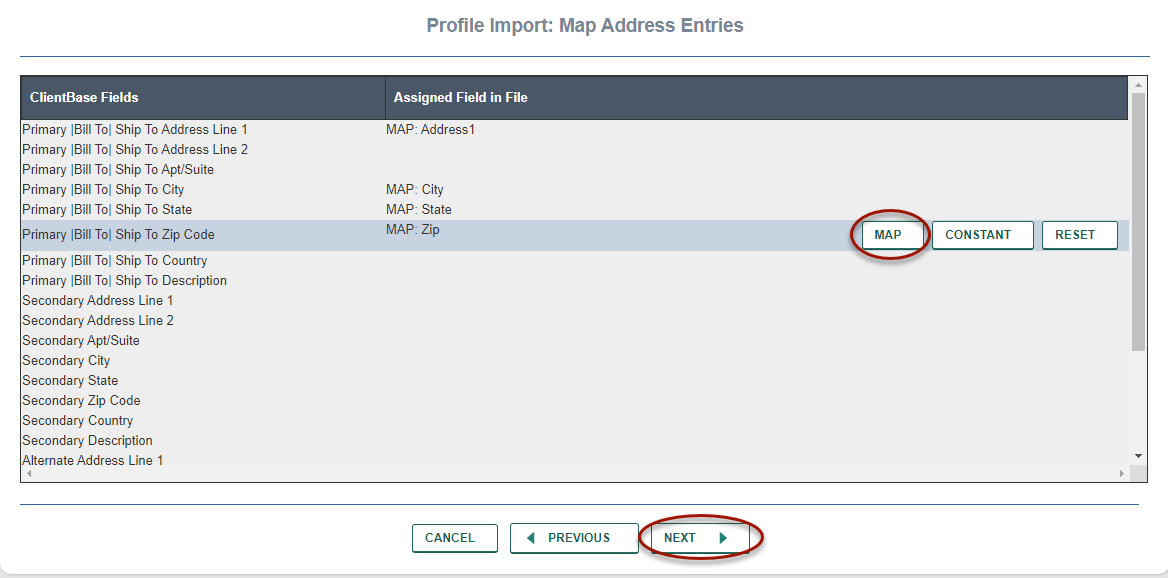 Profile Import: Map Address Entries
ClientBase Fields Assigned Field in File
Primary |Bill To| Ship To Address Line 1 MAP: Address1
Primary |Bill To| Ship To Address Line 2
Primary |Bill To| Ship To Apt/Suite
Primary |Bill To| Ship To City MAP: City
Primary |Bill To| Ship To State MAP: State
Primary |Bill To| Ship To Zip Code MAP: Zip MAP CONSTANT RESET
Primary |Bill To| Ship To Country
Primary |Bill To| Ship To Description
Secondary Address Line 1
Secondary Address Line 2
Secondary Apt/Suite
Secondary City
Secondary State
Secondary Zip Code
Secondary Country
Secondary Description
Alternate Address Line 1
CANCEL PREVIOUS NEXT